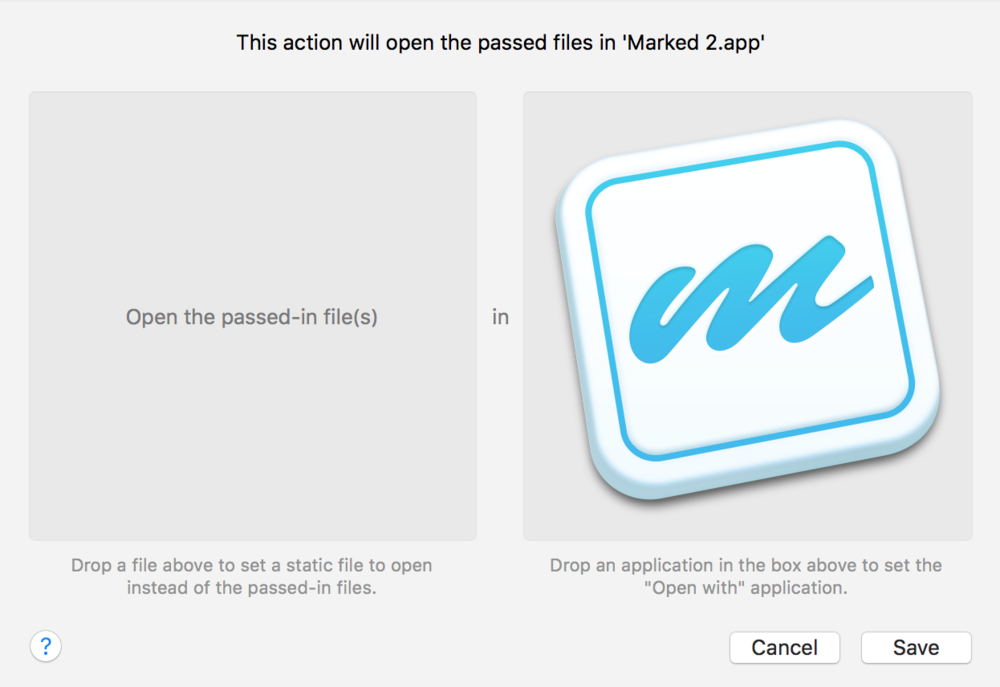 This action will open the passed files in 'Marked 2.app'
Open the passed-in file(s)
in
m
Drop a file above to set a static file to open
instead of the passed-in files.
Drop an application in the box above to set the
"Open with" application.
?
Cancel
Save